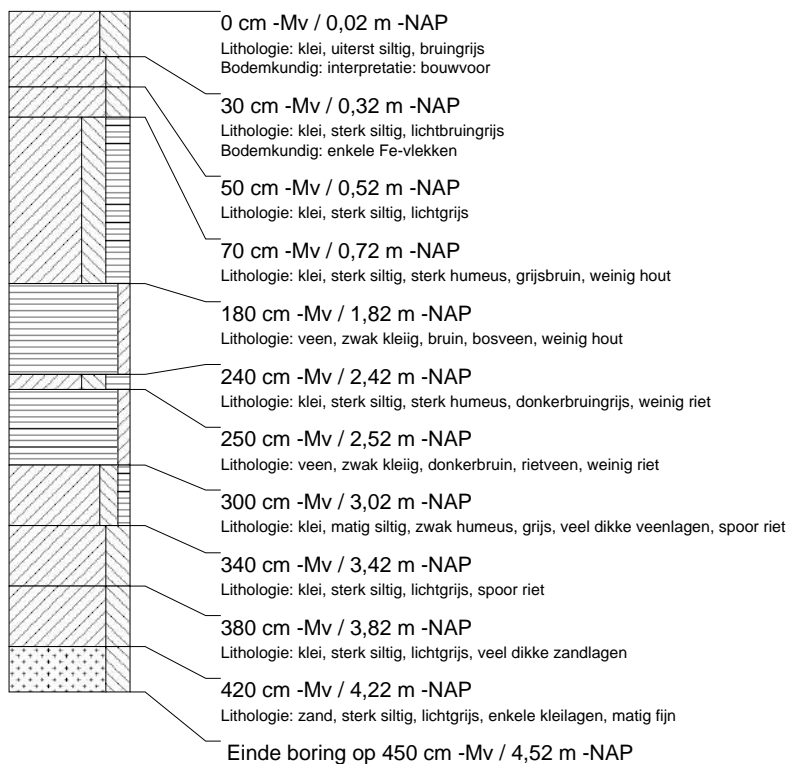 0 cm -Mv / 0,02 m -NAP
Lithologie: klei, uiterst siltig, bruingrijs
Bodemkundig: interpretatie: bouwvoor
30 cm -Mv / 0,32 m -NAP
Lithologie: klei, sterk siltig, lichtbruingrijs
Bodemkundig: enkele Fe-vlekken
50 cm -Mv / 0,52 m -NAP
Lithologie: klei, sterk siltig, lichtgrijs
70 cm -Mv / 0,72 m -NAP
Lithologie: klei, sterk siltig, sterk humeus, grijsbruin, weinig hout
180 cm -Mv / 1,82 m -NAP
Lithologie: veen, zwak kleiig, bruin, bosveen, weinig hout
240 cm -Mv / 2,42 m -NAP
Lithologie: klei, sterk siltig, sterk humeus, donkerbruingrijs, weinig riet
250 cm -Mv / 2,52 m -NAP
Lithologie: veen, zwak kleiig, donkerbruin, rietveen, weinig riet
300 cm -Mv / 3,02 m -NAP
Lithologie: klei, matig siltig, zwak humeus, grijs, veel dikke veenlagen, spoor riet
340 cm -Mv / 3,42 m -NAP
Lithologie: klei, sterk siltig, lichtgrijs, spoor riet
380 cm -Mv / 3,82 m -NAP
Lithologie: klei, sterk siltig, lichtgrijs, veel dikke zandlagen
420 cm -Mv / 4,22 m -NAP
Lithologie: zand, sterk siltig, lichtgrijs, enkele kleilagen, matig fijn
Einde boring op 450 cm -Mv / 4,52 m -NAP